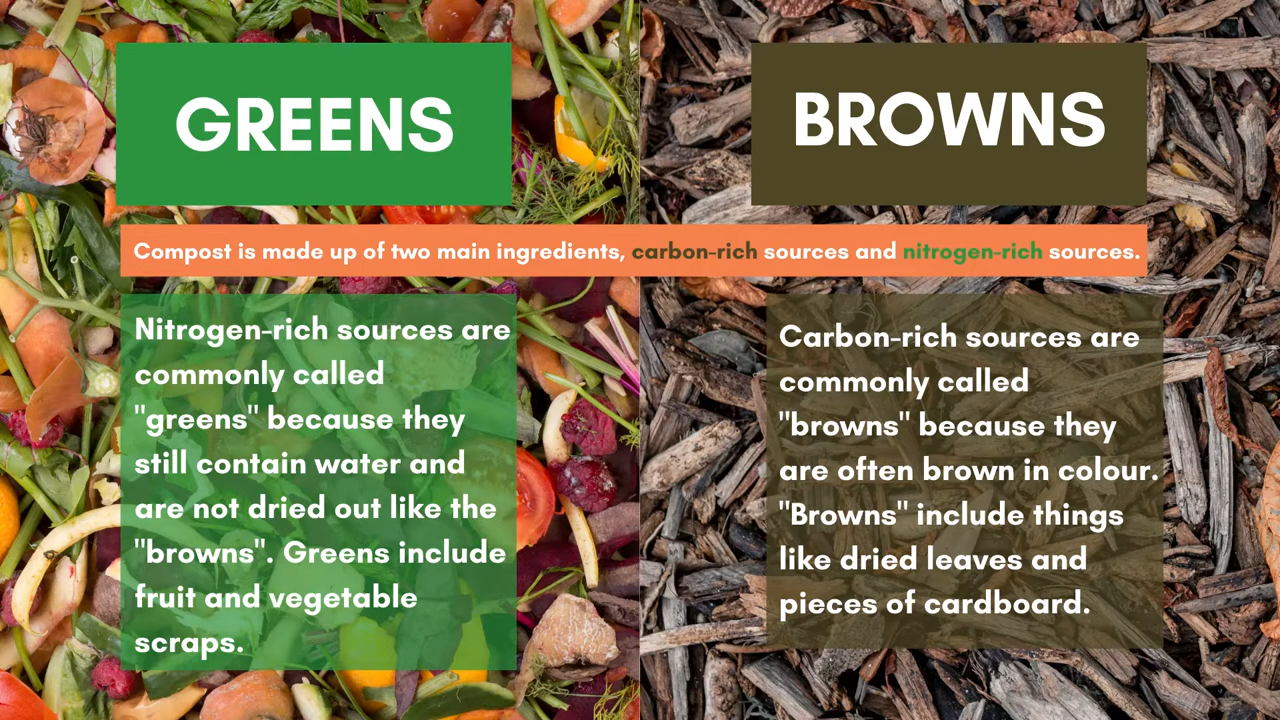 GREENS
BROWNS
Compost is made up of two main ingredients, carbon-rich sources and nitrogen-rich sources.
Nitrogen-rich sources are
commonly called
"greens" because they
still contain water and
are not dried out like the
"browns". Greens include
fruit and vegetable
scraps.
Carbon-rich sources are
commonly called
"browns" because they
are often brown in colour.
"Browns" include things
like dried leaves and
pieces of cardboard.